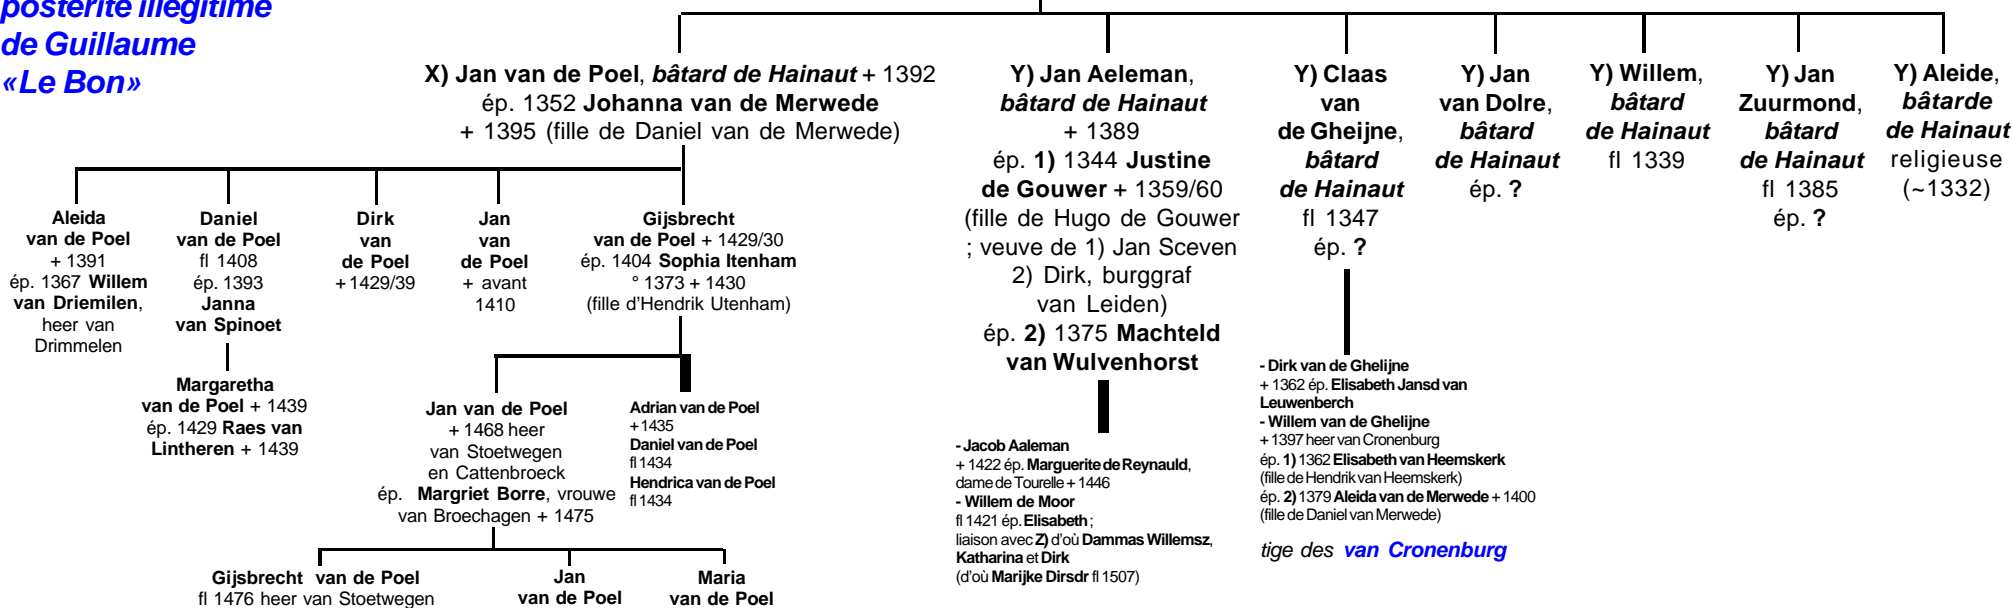 postérité illégitime
de Guillaume
«Le Bon»
X) Jan van de Poel, bâtard de Hainaut + 1392
ép. 1352 Johanna van de Merwede
+ 1395 (fille de Daniel van de Merwede)
Y) Jan Aeleman,
bâtard de Hainaut
+ 1389
ép. 1) 1344 Justine
de Gouwer + 1359/60
(fille de Hugo de Gouwer
; veuve de 1) Jan Sceven
2) Dirk, burggraf
van Leiden)
ép. 2) 1375 Machteld
van Wulvenhorst
Y) Claas
van
de Gheijne,
bâtard
de Hainaut
fl 1347
ép. ?
Y) Jan
van Dolre,
bâtard
de Hainaut
ép. ?
Y) Willem,
bâtard
de Hainaut
fl 1339
Y) Jan
Zuurmond,
bâtard
de Hainaut
fl 1385
ép. ?
Y) Aleide,
bâtarde
de Hainaut
religieuse
(~1332)
Aleida
van de Poel
+ 1391
ép. 1367 Willem
van Driemilen,
heer van
Drimmelen
Daniel
van de Poel
fl 1408
ép. 1393
Janna
van Spinoet
Dirk
van
de Poel
+ 1429/39
Jan
van
de Poel
+ avant
1410
Gijsbrecht
van de Poel + 1429/30
ép. 1404 Sophia Itenham
° 1373 + 1430
(fille d'Hendrik Utenham)
Margaretha
van de Poel + 1439
ép. 1429 Raes van
Lintheren + 1439
Jan van de Poel
+ 1468 heer
van Stoetwegen
en Cattenbroeck
ép. Margriet Borre, vrouwe
van Broechagen + 1475
Adrian van de Poel
+ 1435
Daniel van de Poel
fl 1434
Hendrica van de Poel
fl 1434
- Jacob Aaleman
+ 1422 ép. Marguerite de Reynauld,
dame de Tourelle + 1446
- Willem de Moor
fl 1421 ép. Elisabeth ;
liaison avec Z) d'où Dammas Willemsz,
Katharina et Dirk
(d'où Marijke Dirsdr fl 1507)
- Dirk van de Ghelijne
+ 1362 ép. Elisabeth Jansd van
Leuwenberch
- Willem van de Ghelijne
+ 1397 heer van Cronenburg
ép. 1) 1362 Elisabeth van Heemskerk
(fille de Hendrik van Heemskerk)
ép. 2) 1379 Aleida van de Merwede + 1400
(fille de Daniel van Merwede)
tige des van Cronenburg
Gijsbrecht van de Poel
fl 1476 heer van Stoetwegen
Jan
van de Poel
Maria
van de Poel